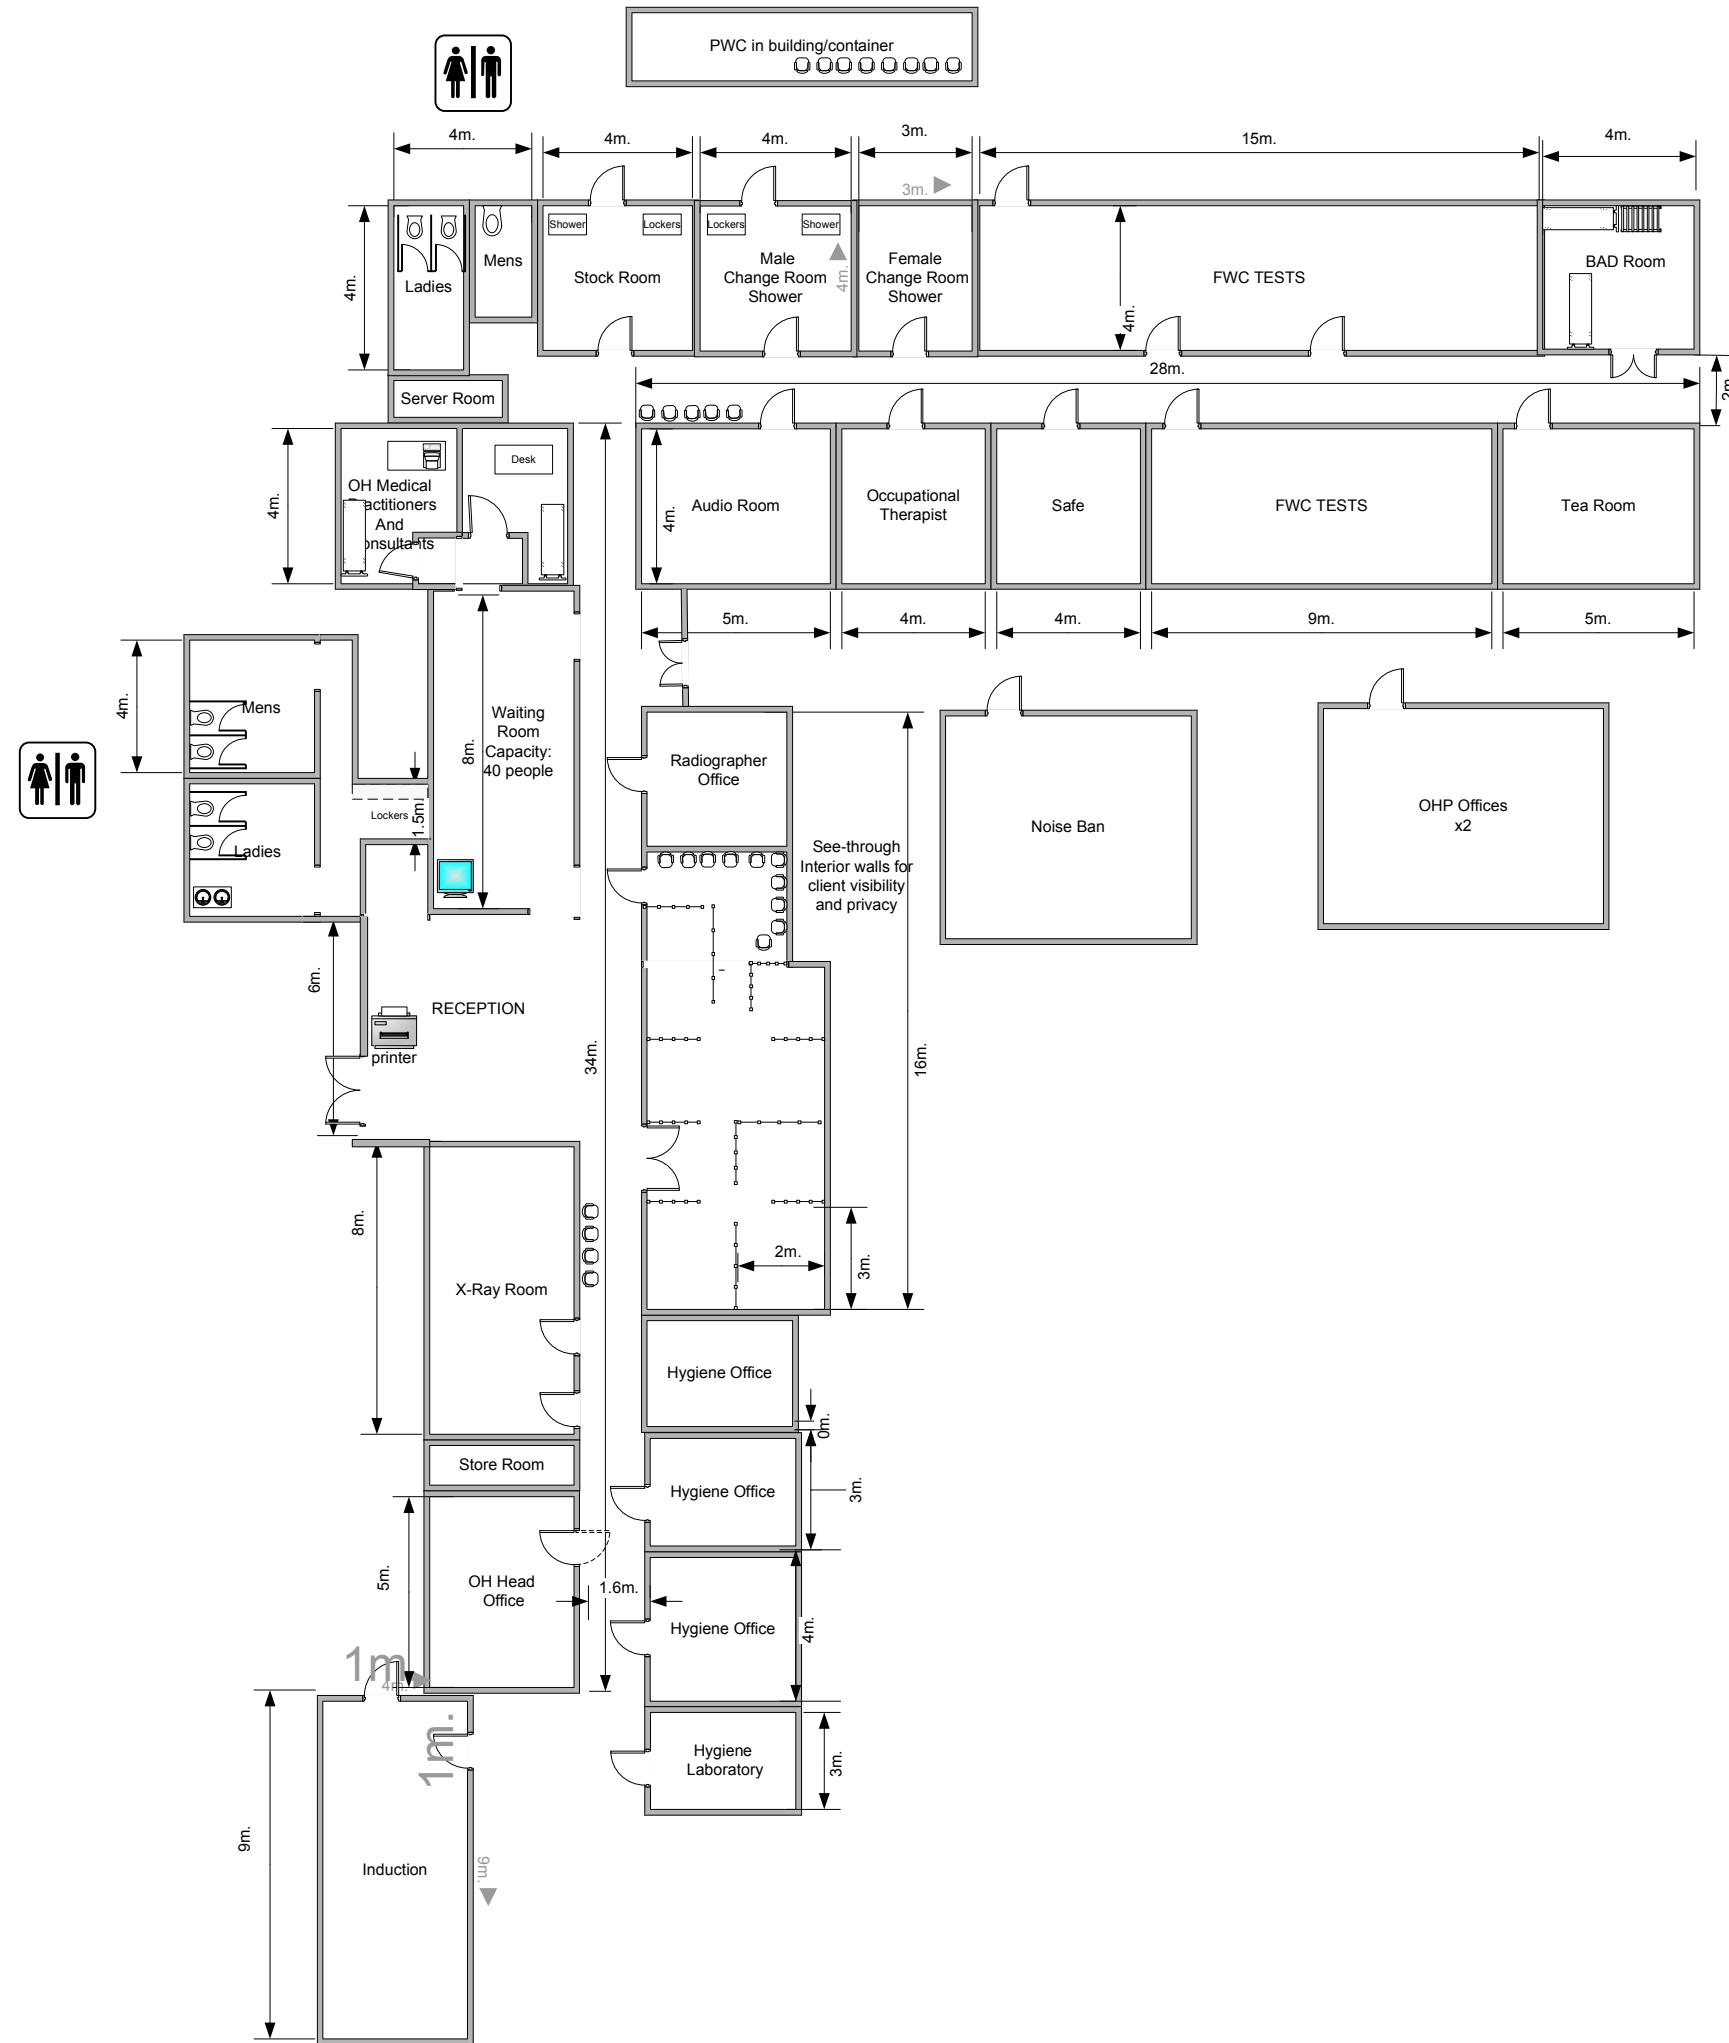 PWC in building/container
4m.
4m.
4m.
3m.
15m.
4m.
3m.
Shower
Lockers
Lockers
Shower
Ladies
Mens
Stock Room
Male
Change Room
Shower
4m.
Female
Change Room
Shower
FWC TESTS
BAD Room
4m.
4m.
28m.
2m
Server Room
Desk
OH Medical
Practitioners
And
Consultants
4m.
4m.
Audio Room
Occupational
Therapist
Safe
FWC TESTS
Tea Room
5m.
4m.
4m.
9m.
5m.
4m.
Mens
Waiting
Room
Capacity:
40 people
8m.
Radiographer
Office
Lockers
1.5m.
Ladies
See-through
Interior walls for
client visibility
and privacy
Noise Ban
OHP Offices
x2
6m.
RECEPTION
printer
34m.
16m.
8m.
X-Ray Room
2m.
3m.
Hygiene Office
0m.
Store Room
Hygiene Office
3m.
5m.
OH Head
Office
1.6m.
Hygiene Office
4m.
1m.
4m.
1m.
Hygiene
Laboratory
3m.
9m.
Induction
9m.